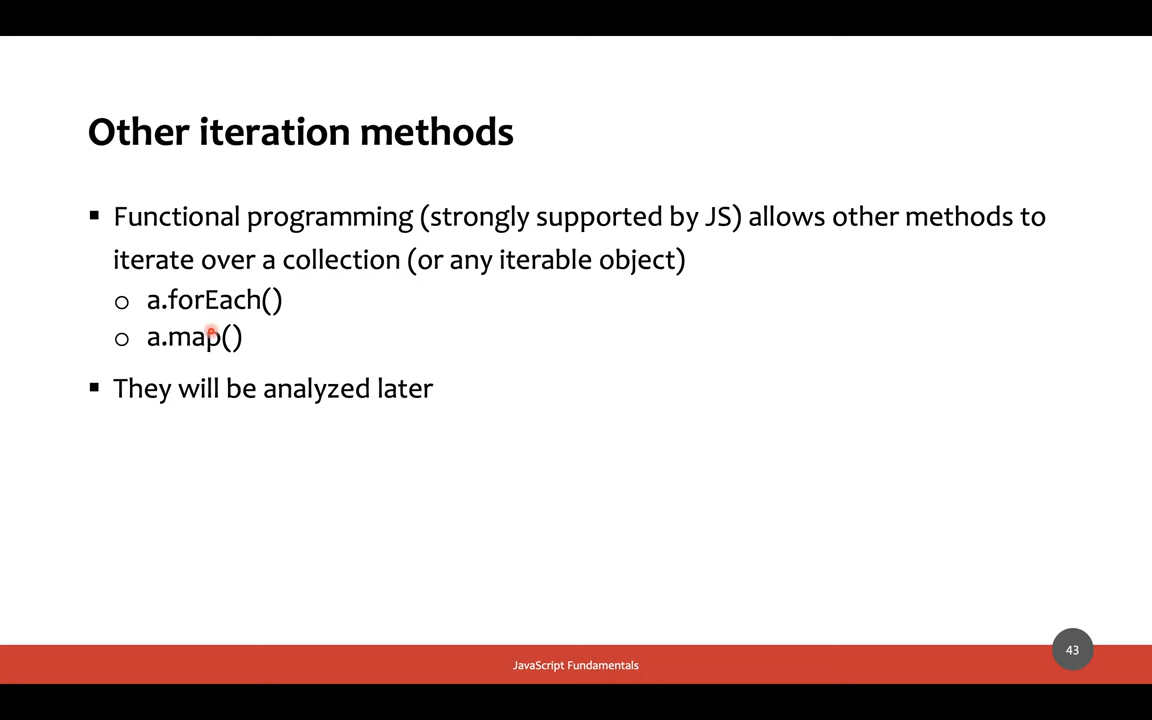 Other iteration methods
▪ Functional programming (strongly supported by JS) allows other methods to
iterate over a collection (or any iterable object)
o a.forEach()
o a.map()
▪ They will be analyzed later
43
JavaScript Fundamentals